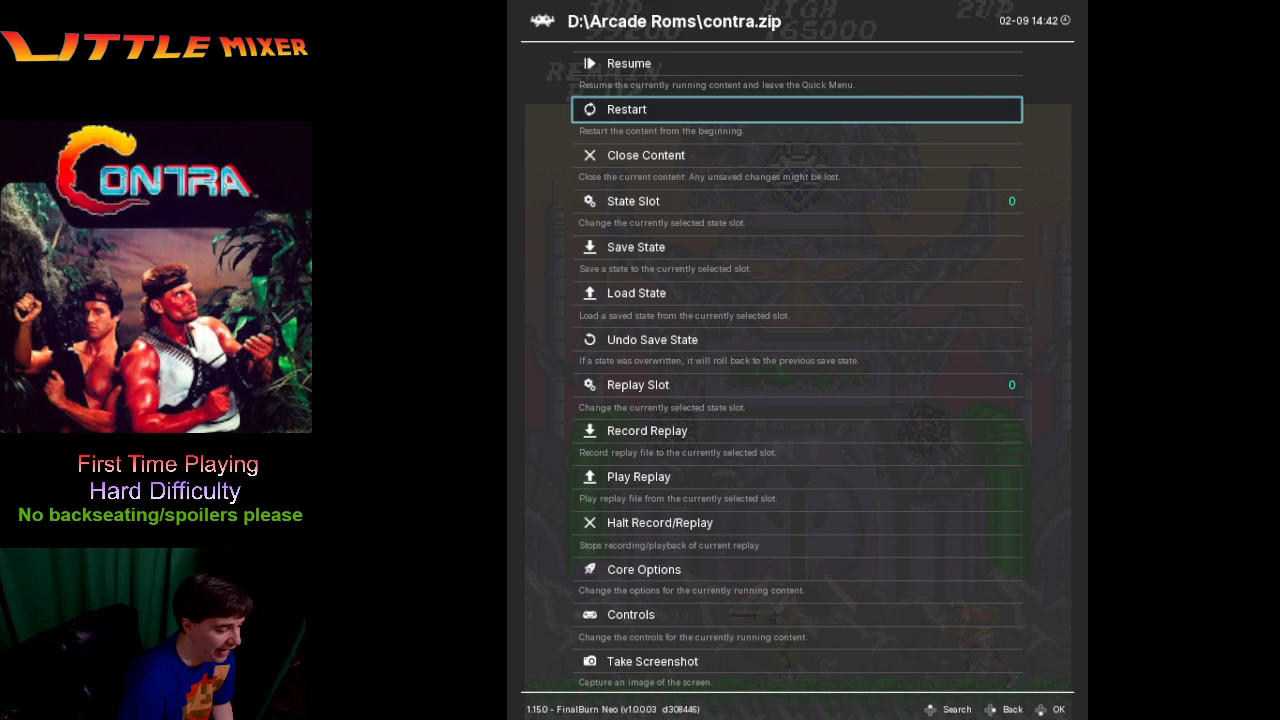 LITTLE MIXER
CONTRA
First Time Playing
Hard Difficulty
No backseating/spoilers please
D:\Arcade Roms\contra.zip
02-09 14:42
HIGH
2UP
99200
165000
REMAIN
Resume
Resume the currently running content and leave the Quick Menu.
Restart
Restart the content from the beginning.
Close Content
Close the current content. Any unsaved changes might be lost.
State Slot 0
Change the currently selected state slot.
Save State
Save a state to the currently selected slot.
Load State
Load a saved state from the currently selected slot.
Undo Save State
If a state was overwritten, it will roll back to the previous save state.
Replay Slot 0
Change the currently selected state slot.
Record Replay
Record replay file to the currently selected slot.
Play Replay
Play replay file from the currently selected slot.
Halt Record/Replay
Stops recording/playback of current replay
Core Options
Change the options for the currently running content.
Controls
Change the controls for the currently running content.
Take Screenshot
Capture an image of the screen.
1.15.0 - FinalBurn Neo (v1.0.0.03 d308446)
Search Back OK